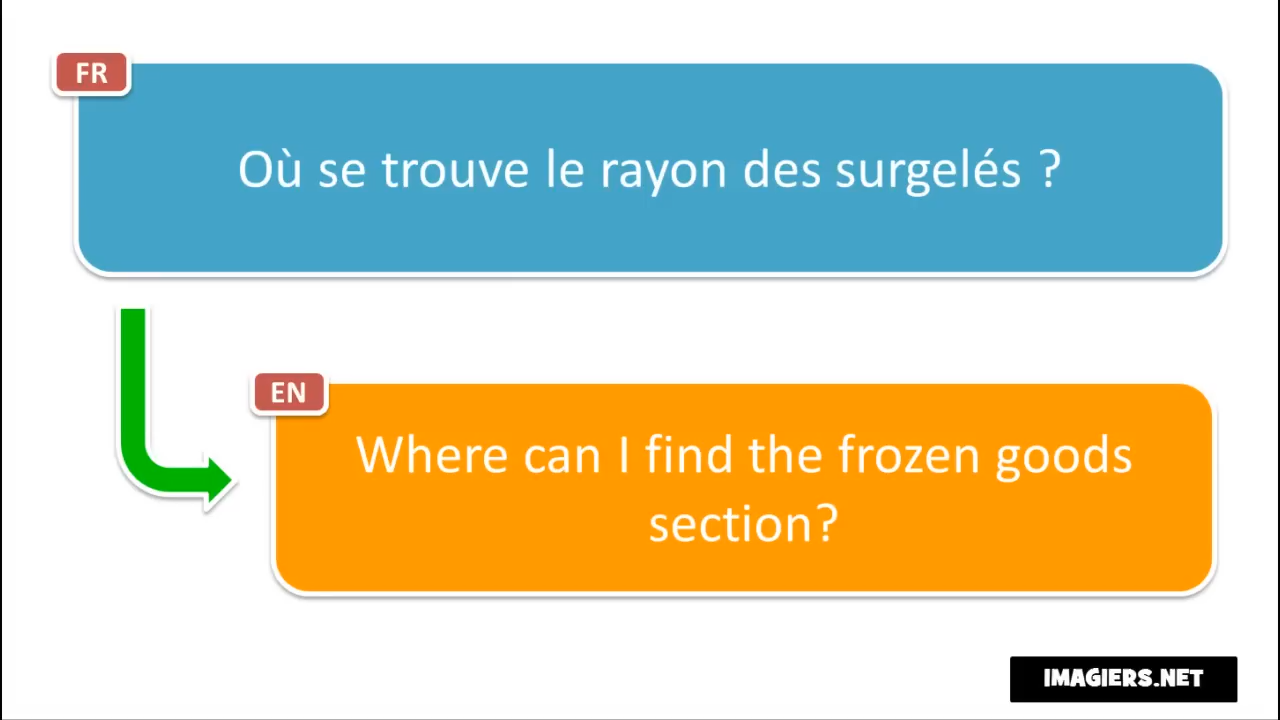 FR
Où se trouve le rayon des surgelés ?
EN
Where can I find the frozen goods
section?
IMAGIERS.NET